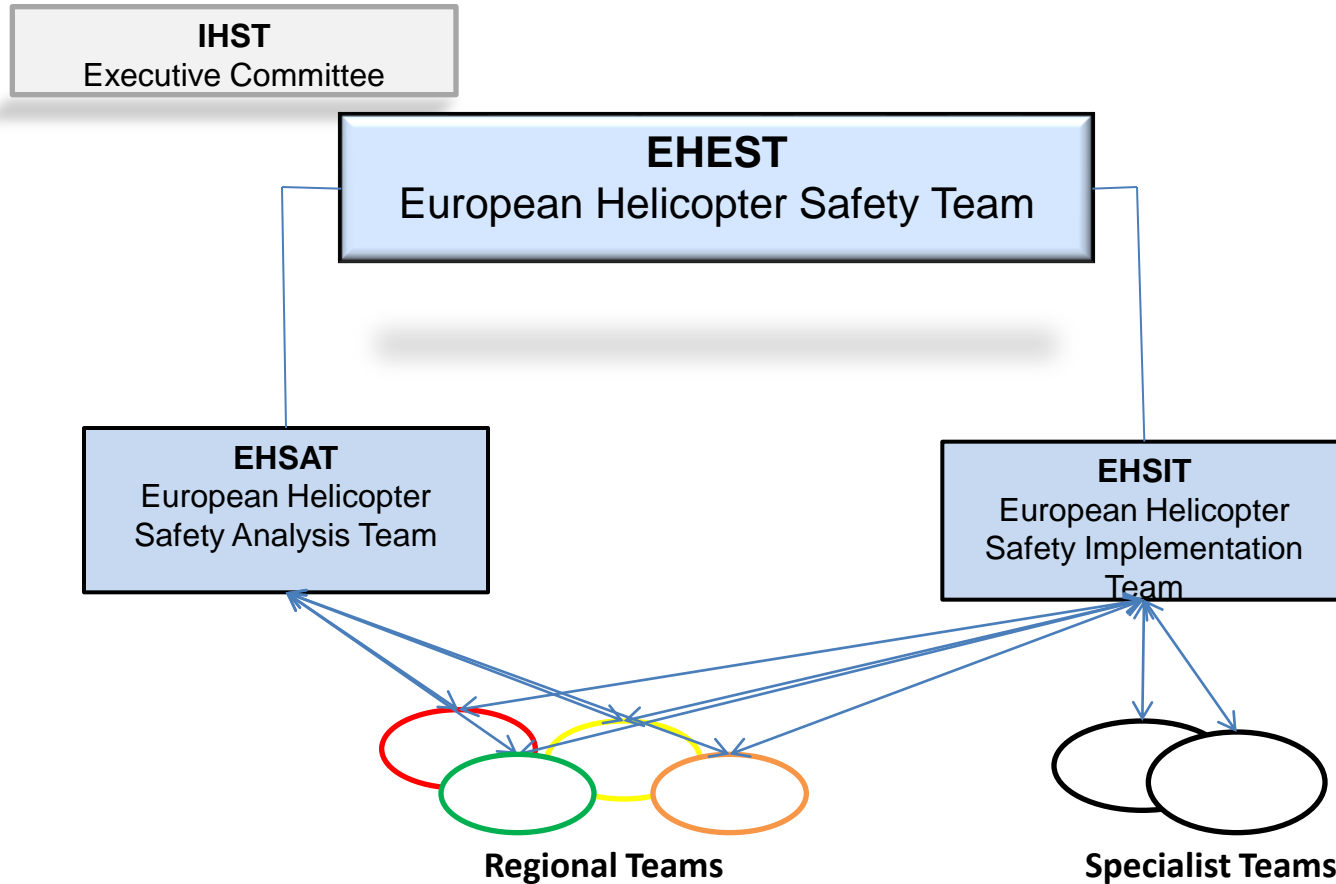 IHST
Executive Committee
EHEST
European Helicopter Safety Team
EHSAT
European Helicopter
Safety Analysis Team
EHSIT
European Helicopter
Safety Implementation
Team
Regional Teams
Specialist Teams